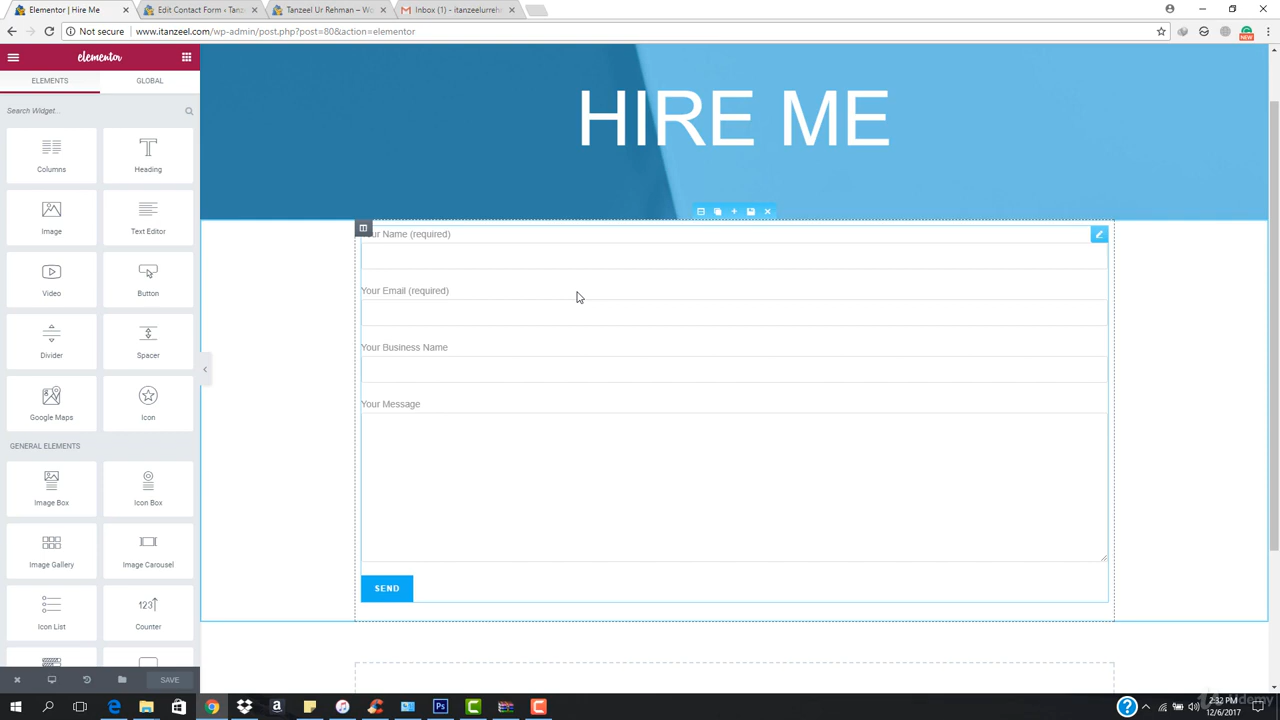 Elementor | Hire Me
Edit Contact Form ‹ Tanz
Tanzeel Ur Rehman – Wo
Inbox (1) - itanzeelurreh
Not secure
www.itanzeel.com/wp-admin/post.php?post=80&action=elementor
NEW
elementor
ELEMENTS
GLOBAL
Search Widget...
Columns
Heading
Image
Text Editor
Video
Button
Divider
Spacer
Google Maps
Icon
GENERAL ELEMENTS
Image Box
Icon Box
Image Gallery
Image Carousel
Icon List
123
Counter
SAVE
HIRE ME
ur Name (required)
Your Email (required)
Your Business Name
Your Message
SEND
Ps
2:32 PM
12/6/2017